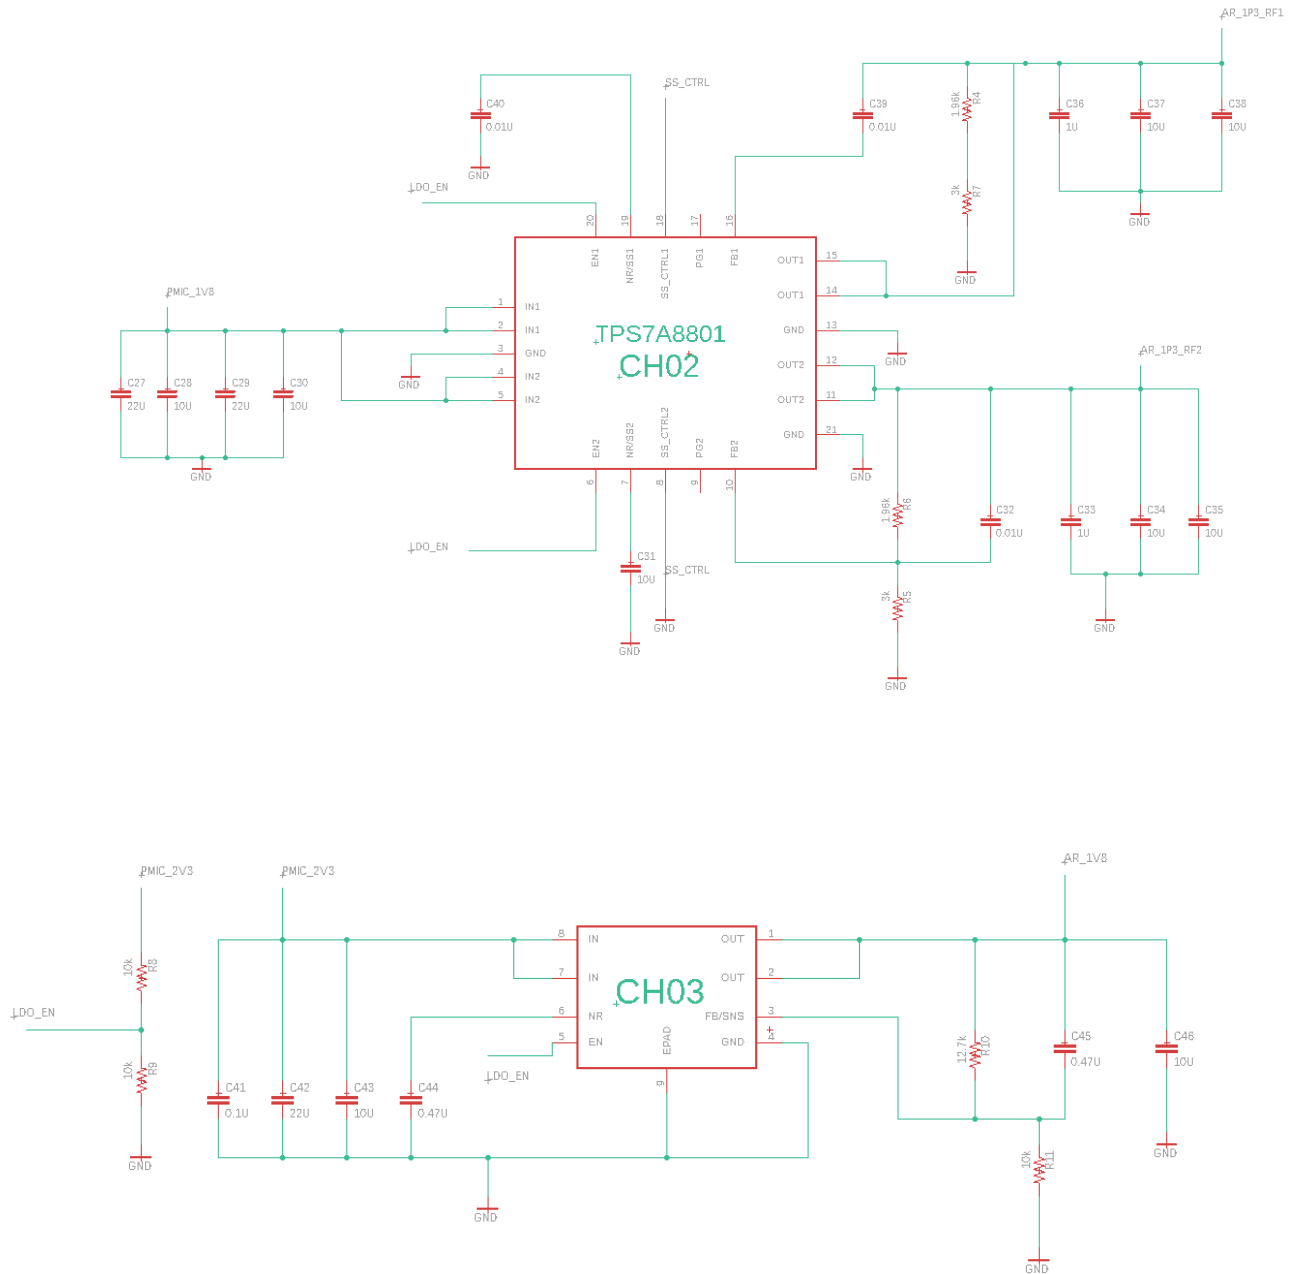 AR_1P3_RF1
SS_CTRL
C40
0.01U
GND
LDO_EN
C39
0.01U
1.96k
R4
3k
R7
GND
C36
1U
C37
10U
C38
10U
GND
20
19
18
17
16
EN1
NR/SS1
SS_CTRL1
PG1
FB1
OUT1
15
OUT1
14
PMIC_1V8
1
IN1
2
IN1
3
GND
4
IN2
5
IN2
GND
TPS7A8801
CH02
GND
13
GND
OUT2
12
OUT2
11
GND
21
GND
AR_1P3_RF2
C27
22U
C28
10U
C29
22U
C30
10U
GND
EN2
NR/SS2
SS_CTRL2
PG2
FB2
6
7
8
9
10
LDO_EN
C31
10U
SS_CTRL
GND
GND
1.96k
R6
3k
R5
GND
C32
0.01U
C33
1U
C34
10U
C35
10U
GND
PMIC_2V3
PMIC_2V3
AR_1V8
10k
R8
LDO_EN
10k
R9
GND
8
IN
7
IN
6
NR
5
EN
CH03
EPAD
9
OUT
1
OUT
2
FB/SNS
3
GND
4
LDO_EN
C41
0.1U
C42
22U
C43
10U
C44
0.47U
GND
12.7k
R10
C45
0.47U
C46
10U
GND
10k
R11
GND